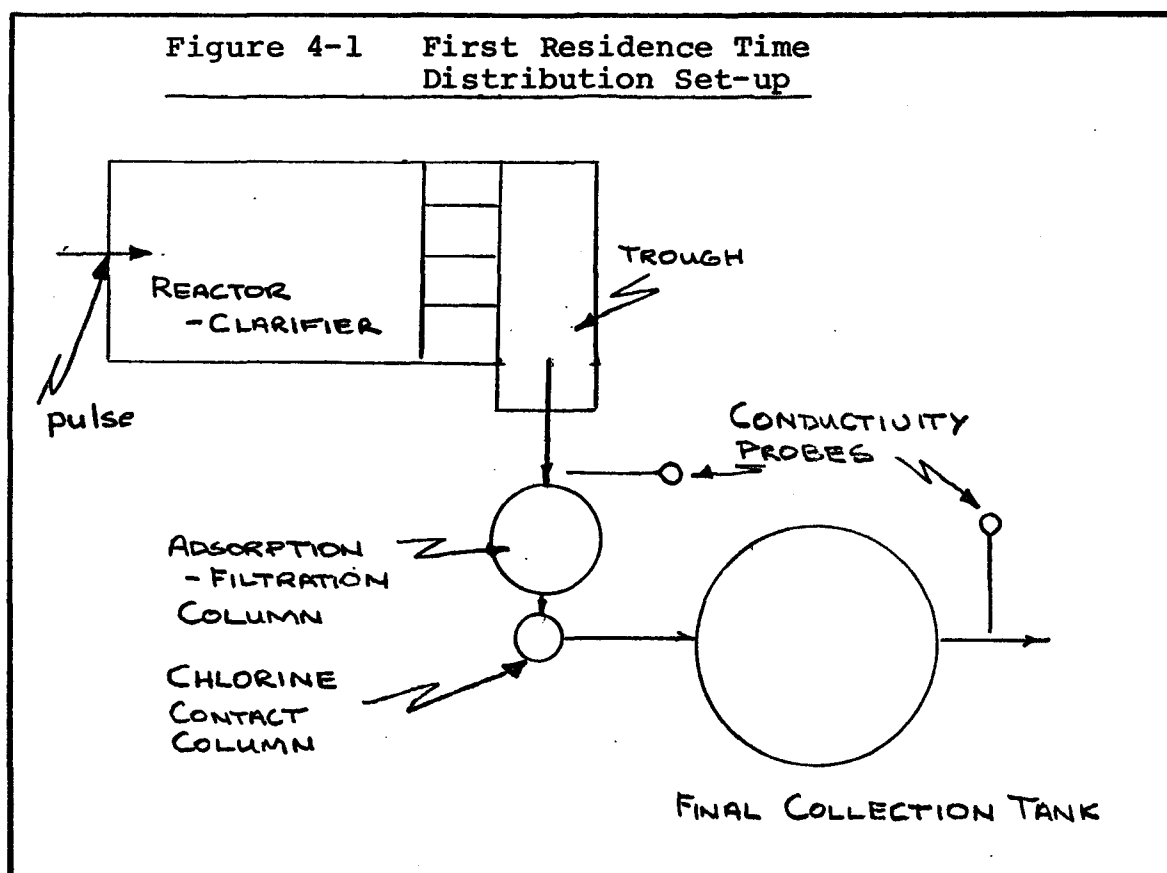 Figure 4-1 First Residence Time
Distribution Set-up
TROUGH
REACTOR
-CLARIFIER
pulse
CONDUCTIVITY
PROBES
ADSORPTION
- FILTRATION
COLUMN
CHLORINE
CONTACT
COLUMN
FINAL COLLECTION TANK